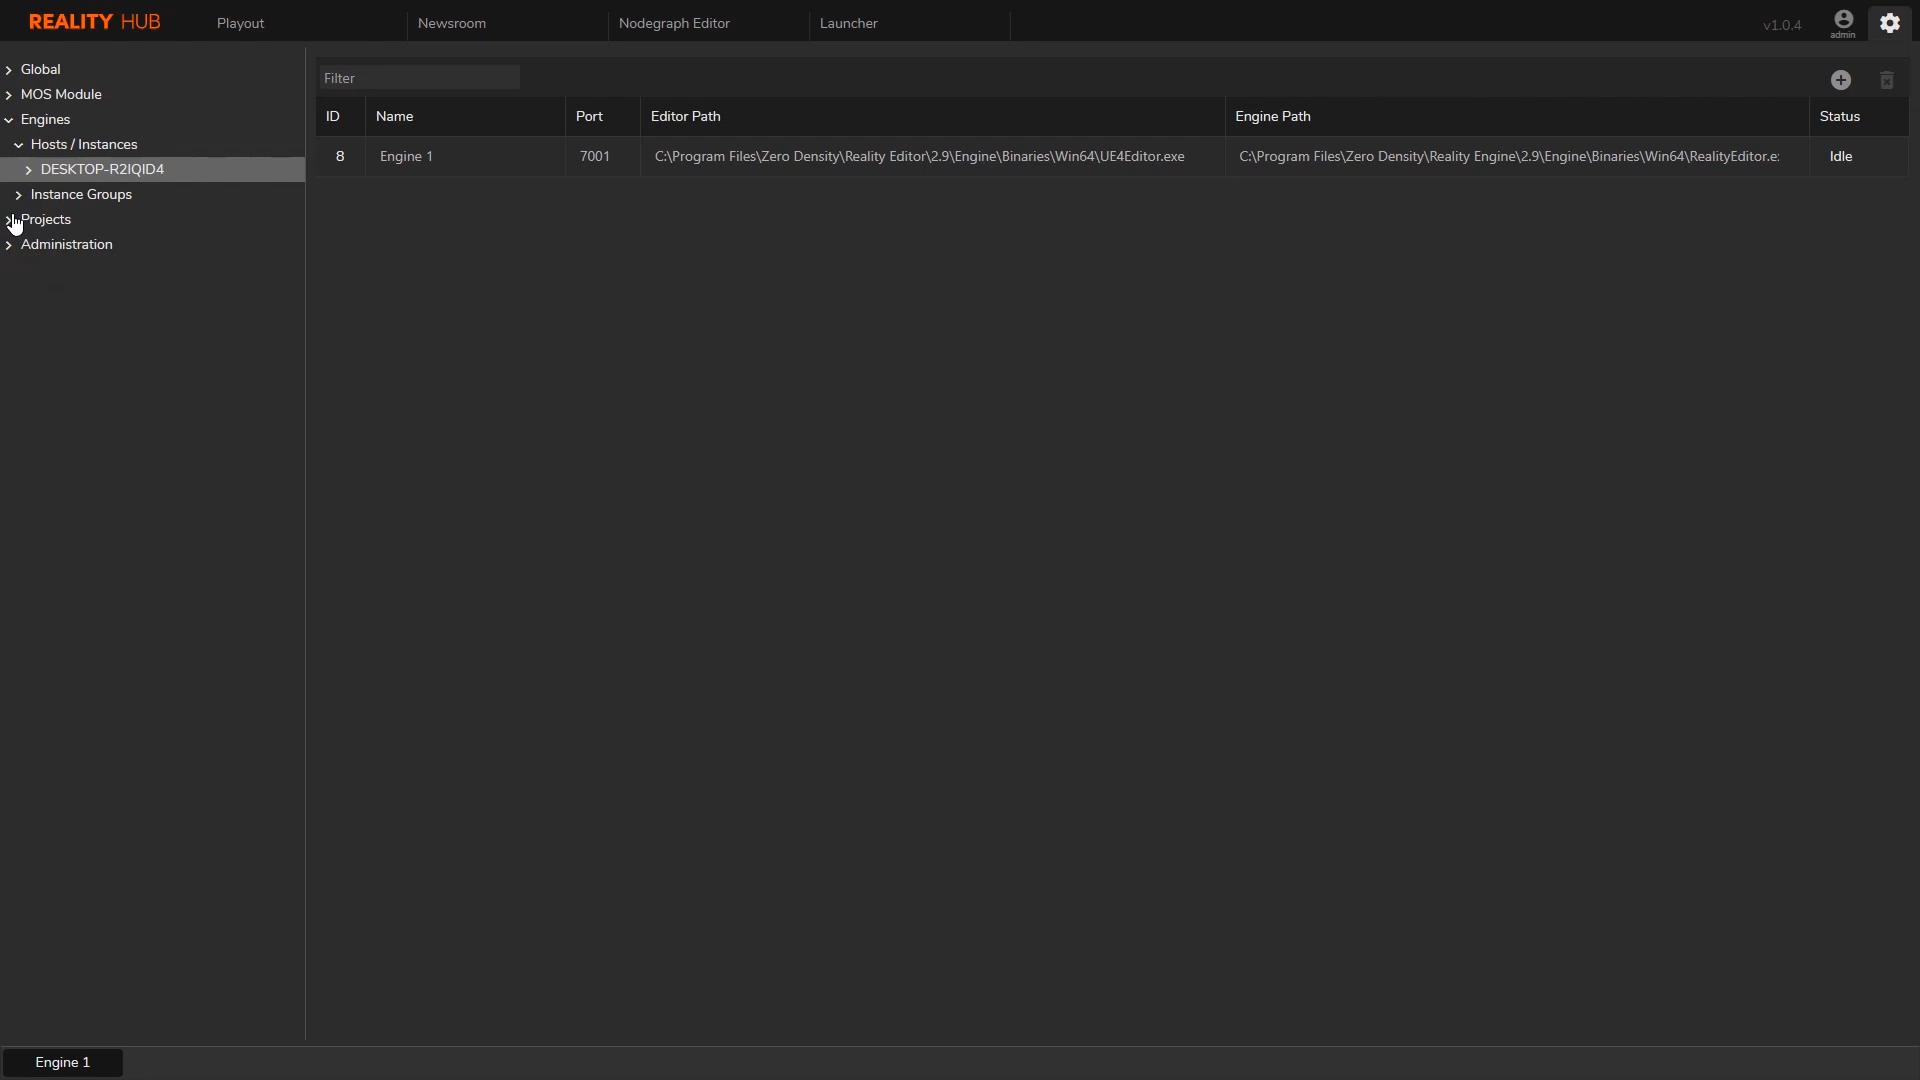 REALITY HUB
Playout
Newsroom
Nodegraph Editor
Launcher
v1.0.4
admin
Global
MOS Module
Engines
Hosts / Instances
DESKTOP-R2IQID4
Instance Groups
Projects
Administration
Filter
ID Name Port Editor Path Engine Path Status
8 Engine 1 7001 C:\Program Files\Zero Density\Reality Editor\2.9\Engine\Binaries\Win64\UE4Editor.exe C:\Program Files\Zero Density\Reality Engine\2.9\Engine\Binaries\Win64\RealityEditor.e: Idle
Engine 1